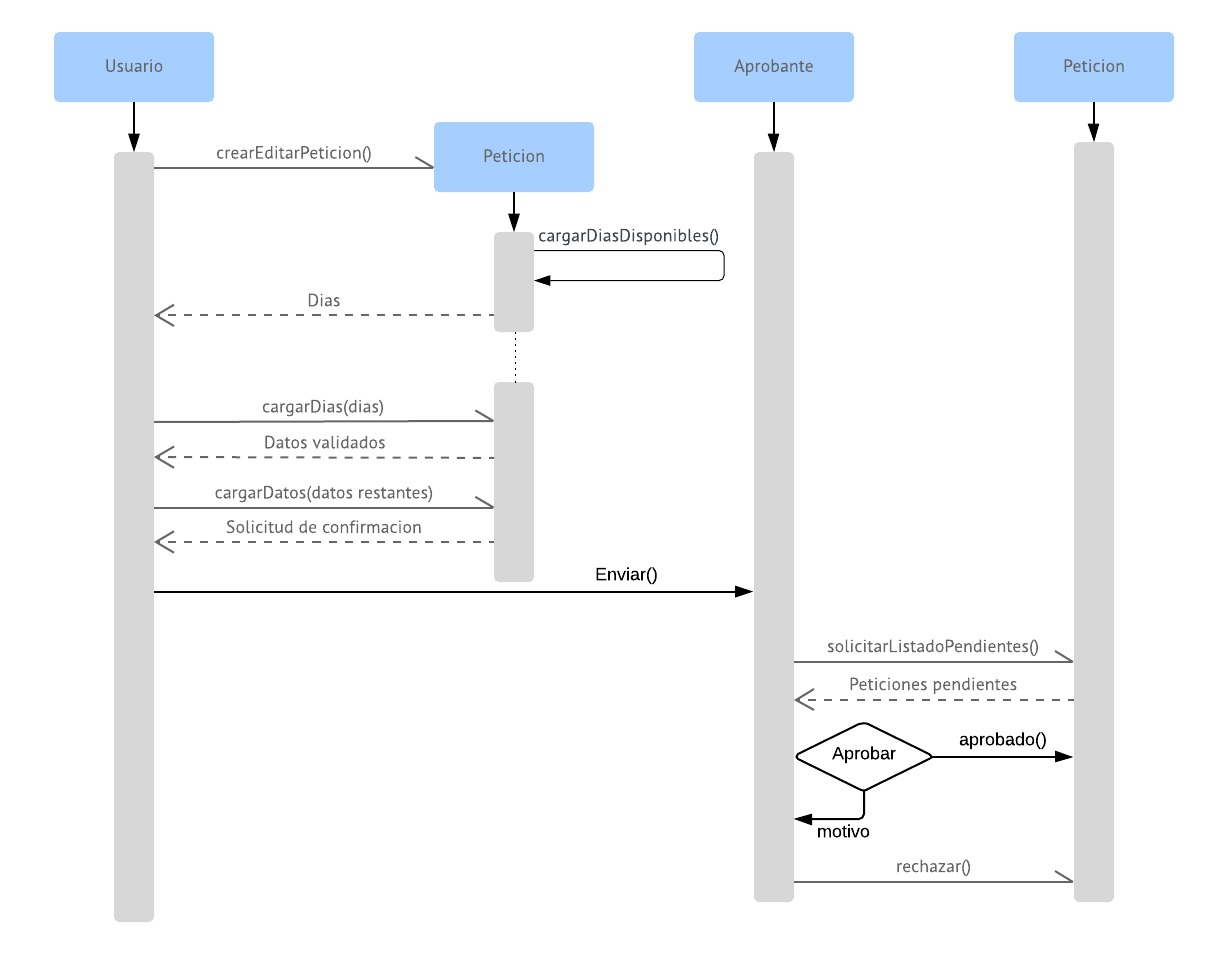 Usuario
Aprobante
Peticion
crearEditarPeticion()
Peticion
cargarDiasDisponibles()
Dias
cargarDias(dias)
Datos validados
cargarDatos(datos restantes)
Solicitud de confirmacion
Enviar()
solicitarListadoPendientes()
Peticiones pendientes
Aprobar
aprobado()
motivo
rechazar()